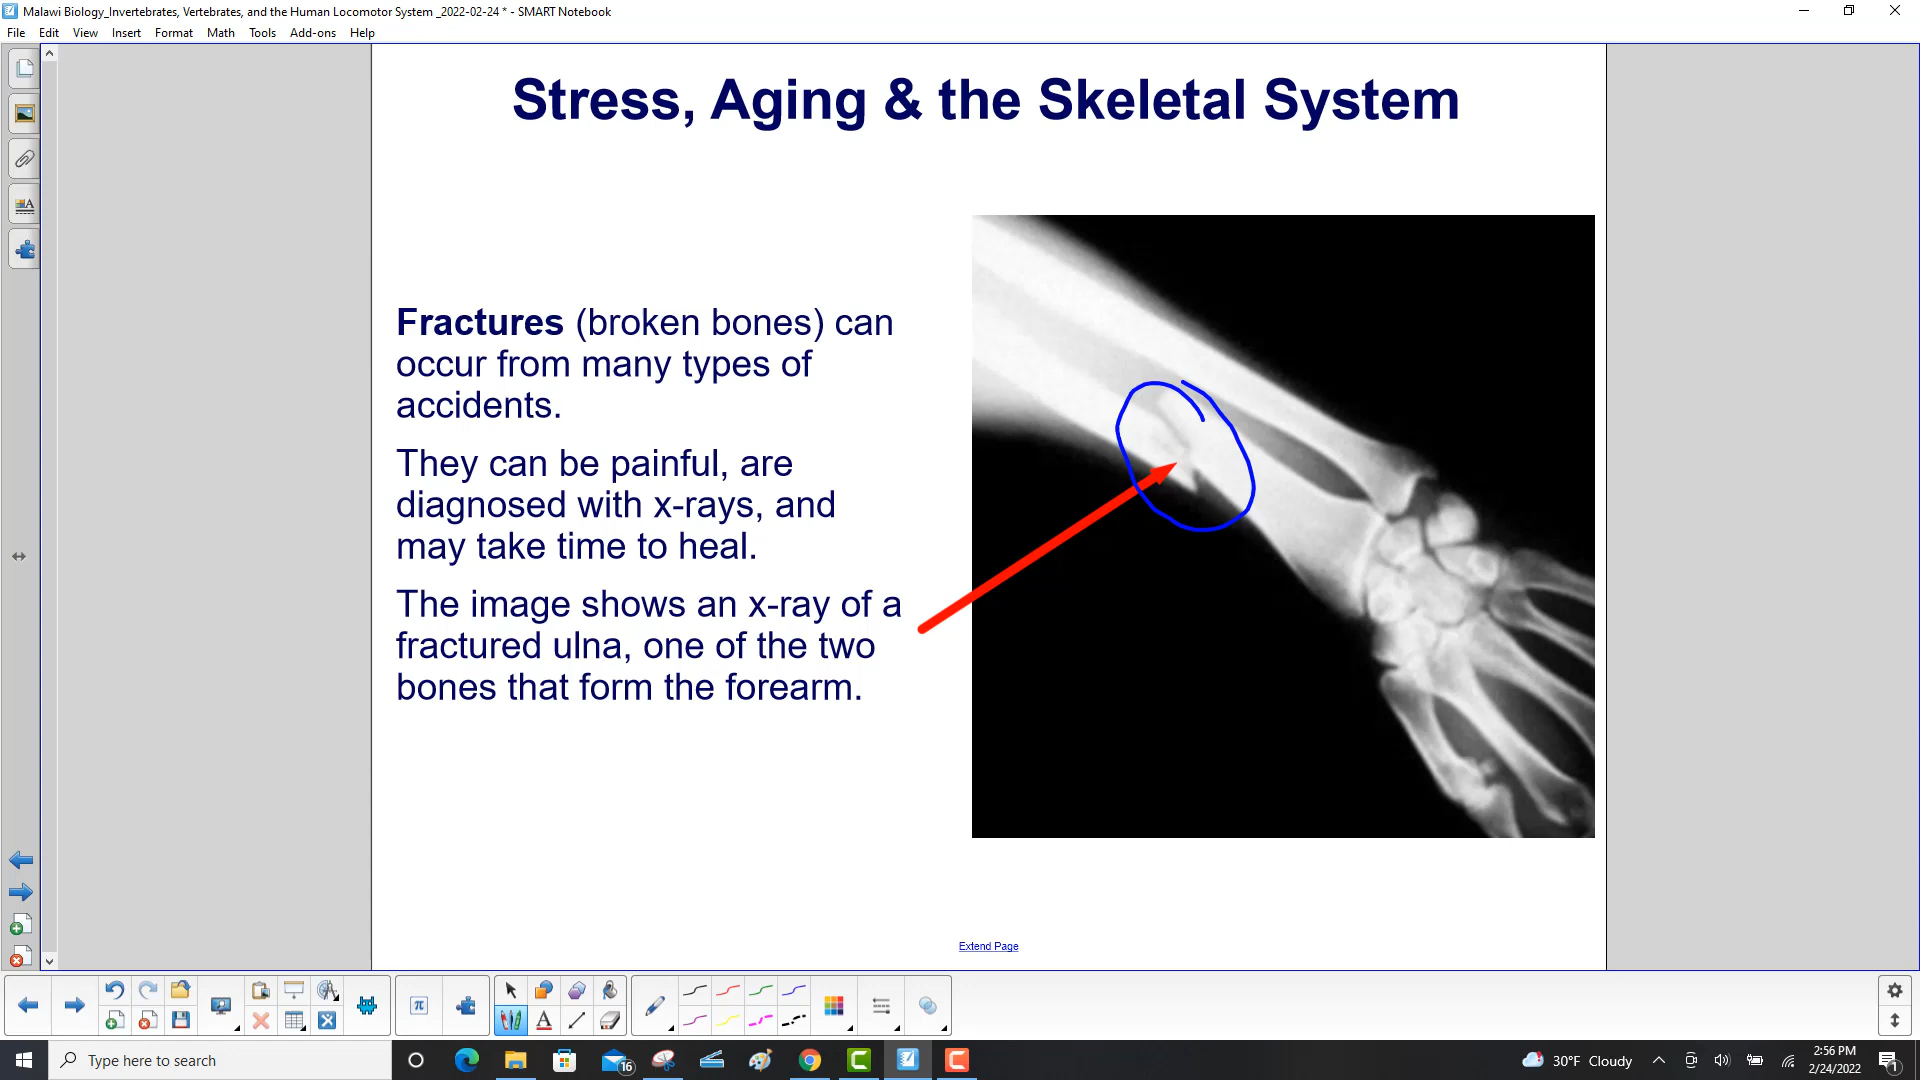 Malawi Biology_Invertebrates, Vertebrates, and the Human Locomotor System _2022-02-24 * - SMART Notebook
File Edit View Insert Format Math Tools Add-ons Help
Stress, Aging & the Skeletal System
Fractures (broken bones) can
occur from many types of
accidents.
They can be painful, are
diagnosed with x-rays, and
may take time to heal.
The image shows an x-ray of a
fractured ulna, one of the two
bones that form the forearm.
Extend Page
π
A
Type here to search
16
30°F Cloudy
2:56 PM
2/24/2022
1